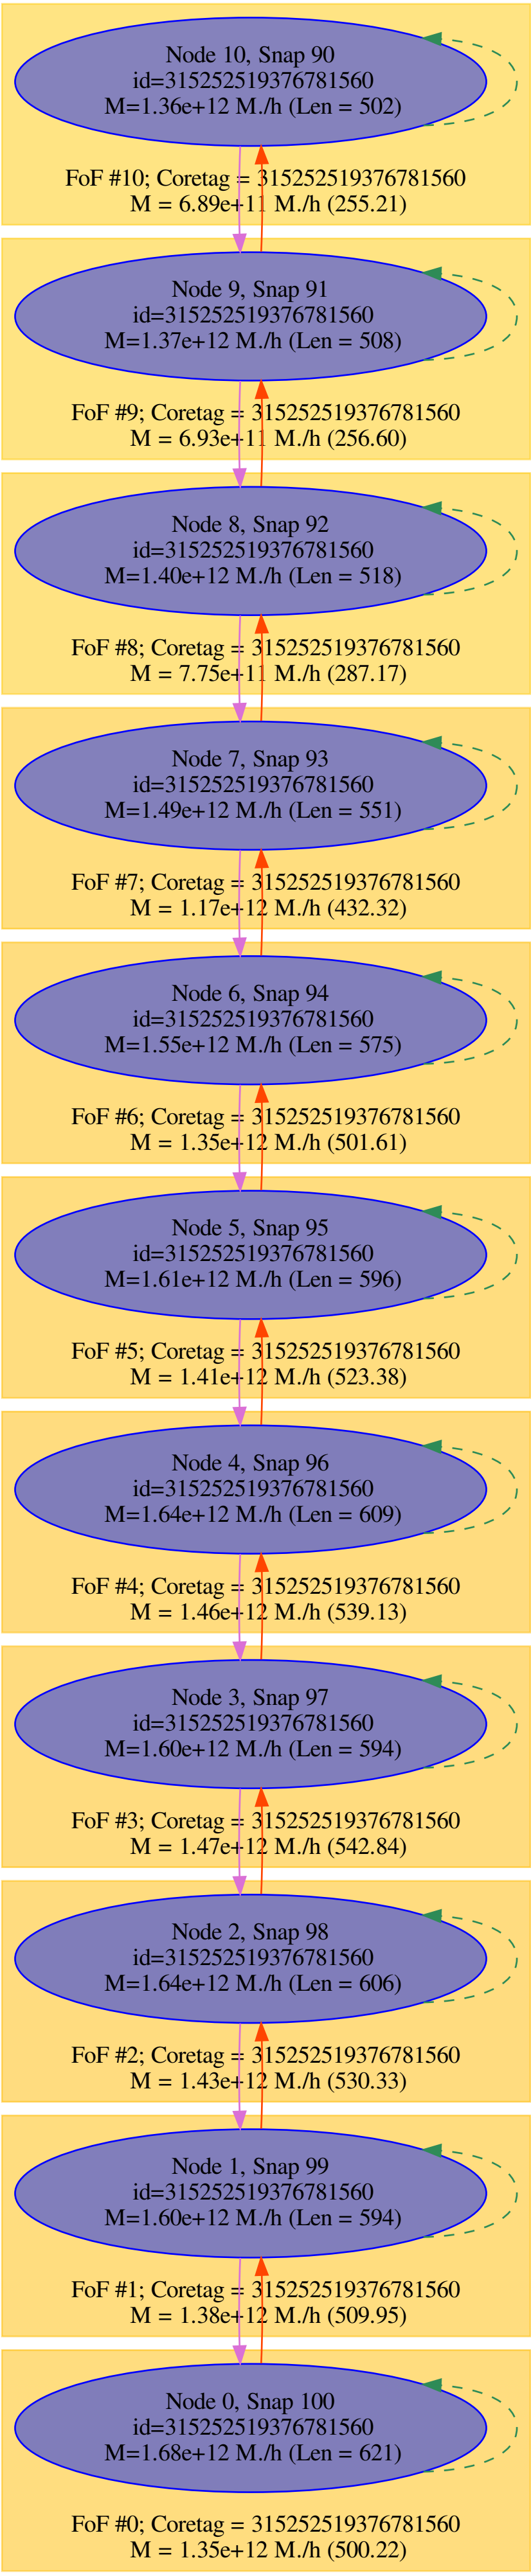 Node 10, Snap 90
id=315252519376781560
M=1.36e+12 M./h (Len = 502)
FoF #10; Coretag = 315252519376781560
M = 6.89e+11 M./h (255.21)
Node 9, Snap 91
id=315252519376781560
M=1.37e+12 M./h (Len = 508)
FoF #9; Coretag = 315252519376781560
M = 6.93e+11 M./h (256.60)
Node 8, Snap 92
id=315252519376781560
M=1.40e+12 M./h (Len = 518)
FoF #8; Coretag = 315252519376781560
M = 7.75e+11 M./h (287.17)
Node 7, Snap 93
id=315252519376781560
M=1.49e+12 M./h (Len = 551)
FoF #7; Coretag = 315252519376781560
M = 1.17e+12 M./h (432.32)
Node 6, Snap 94
id=315252519376781560
M=1.55e+12 M./h (Len = 575)
FoF #6; Coretag = 315252519376781560
M = 1.35e+12 M./h (501.61)
Node 5, Snap 95
id=315252519376781560
M=1.61e+12 M./h (Len = 596)
FoF #5; Coretag = 315252519376781560
M = 1.41e+12 M./h (523.38)
Node 4, Snap 96
id=315252519376781560
M=1.64e+12 M./h (Len = 609)
FoF #4; Coretag = 315252519376781560
M = 1.46e+12 M./h (539.13)
Node 3, Snap 97
id=315252519376781560
M=1.60e+12 M./h (Len = 594)
FoF #3; Coretag = 315252519376781560
M = 1.47e+12 M./h (542.84)
Node 2, Snap 98
id=315252519376781560
M=1.64e+12 M./h (Len = 606)
FoF #2; Coretag = 315252519376781560
M = 1.43e+12 M./h (530.33)
Node 1, Snap 99
id=315252519376781560
M=1.60e+12 M./h (Len = 594)
FoF #1; Coretag = 315252519376781560
M = 1.38e+12 M./h (509.95)
Node 0, Snap 100
id=315252519376781560
M=1.68e+12 M./h (Len = 621)
FoF #0; Coretag = 315252519376781560
M = 1.35e+12 M./h (500.22)